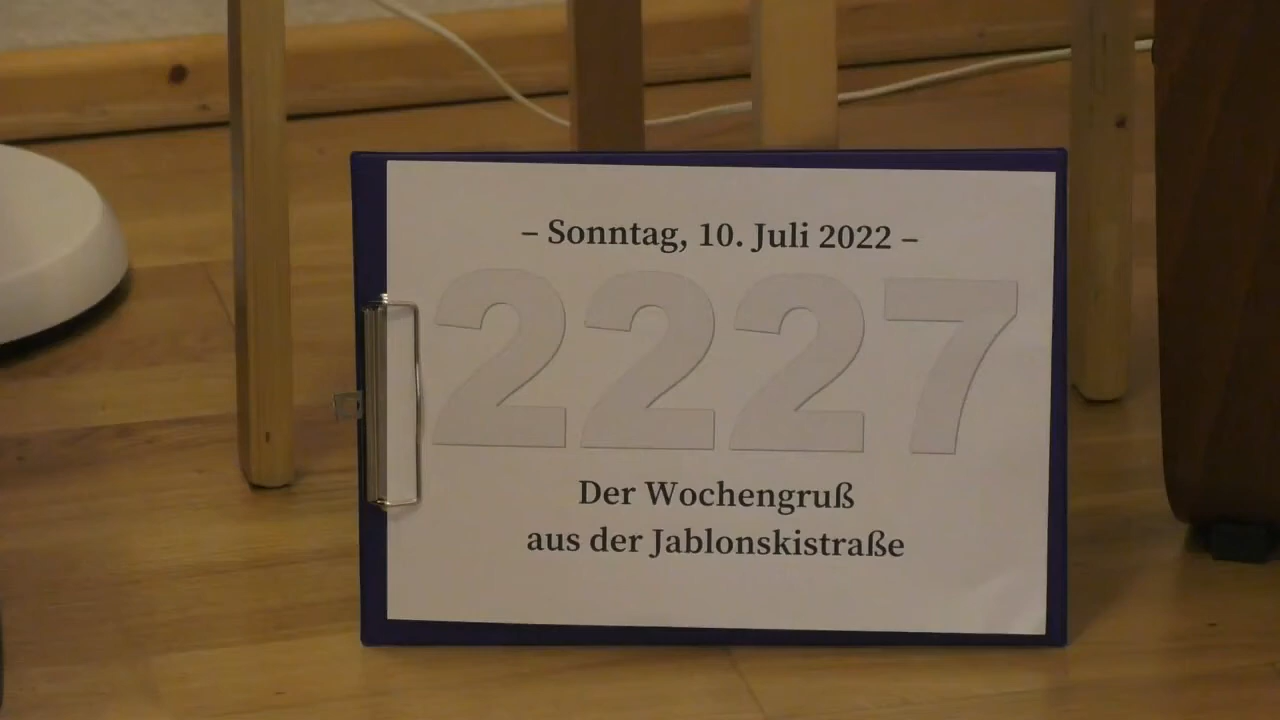 – Sonntag, 10. Juli 2022 –
2227
Der Wochengruß
aus der Jablonskistraße